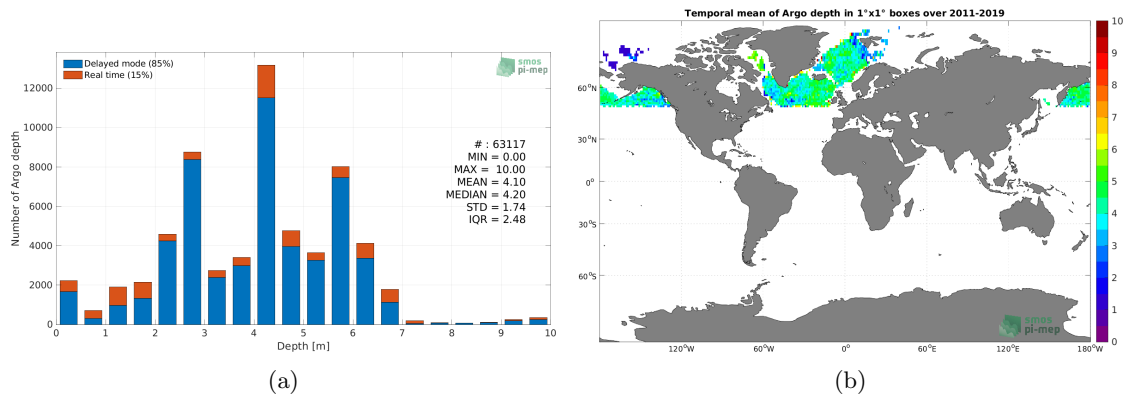 Delayed mode (85%)
Real time (15%)
smos
pi-mep
# : 63117
MIN = 0.00
MAX = 10.00
MEAN = 4.10
MEDIAN = 4.20
STD = 1.74
IQR = 2.48
Number of Argo depth
12000
10000
8000
6000
4000
2000
0
0 1 2 3 4 5 6 7 8 9 10
Depth [m]
(a)
Temporal mean of Argo depth in 1°x1° boxes over 2011-2019
60°N
30°N
0°
30°S
60°S
120°W 60°W 0° 60°E 120°E 180°W
smos
pi-mep
10
9
8
7
6
5
4
3
2
1
0
(b)